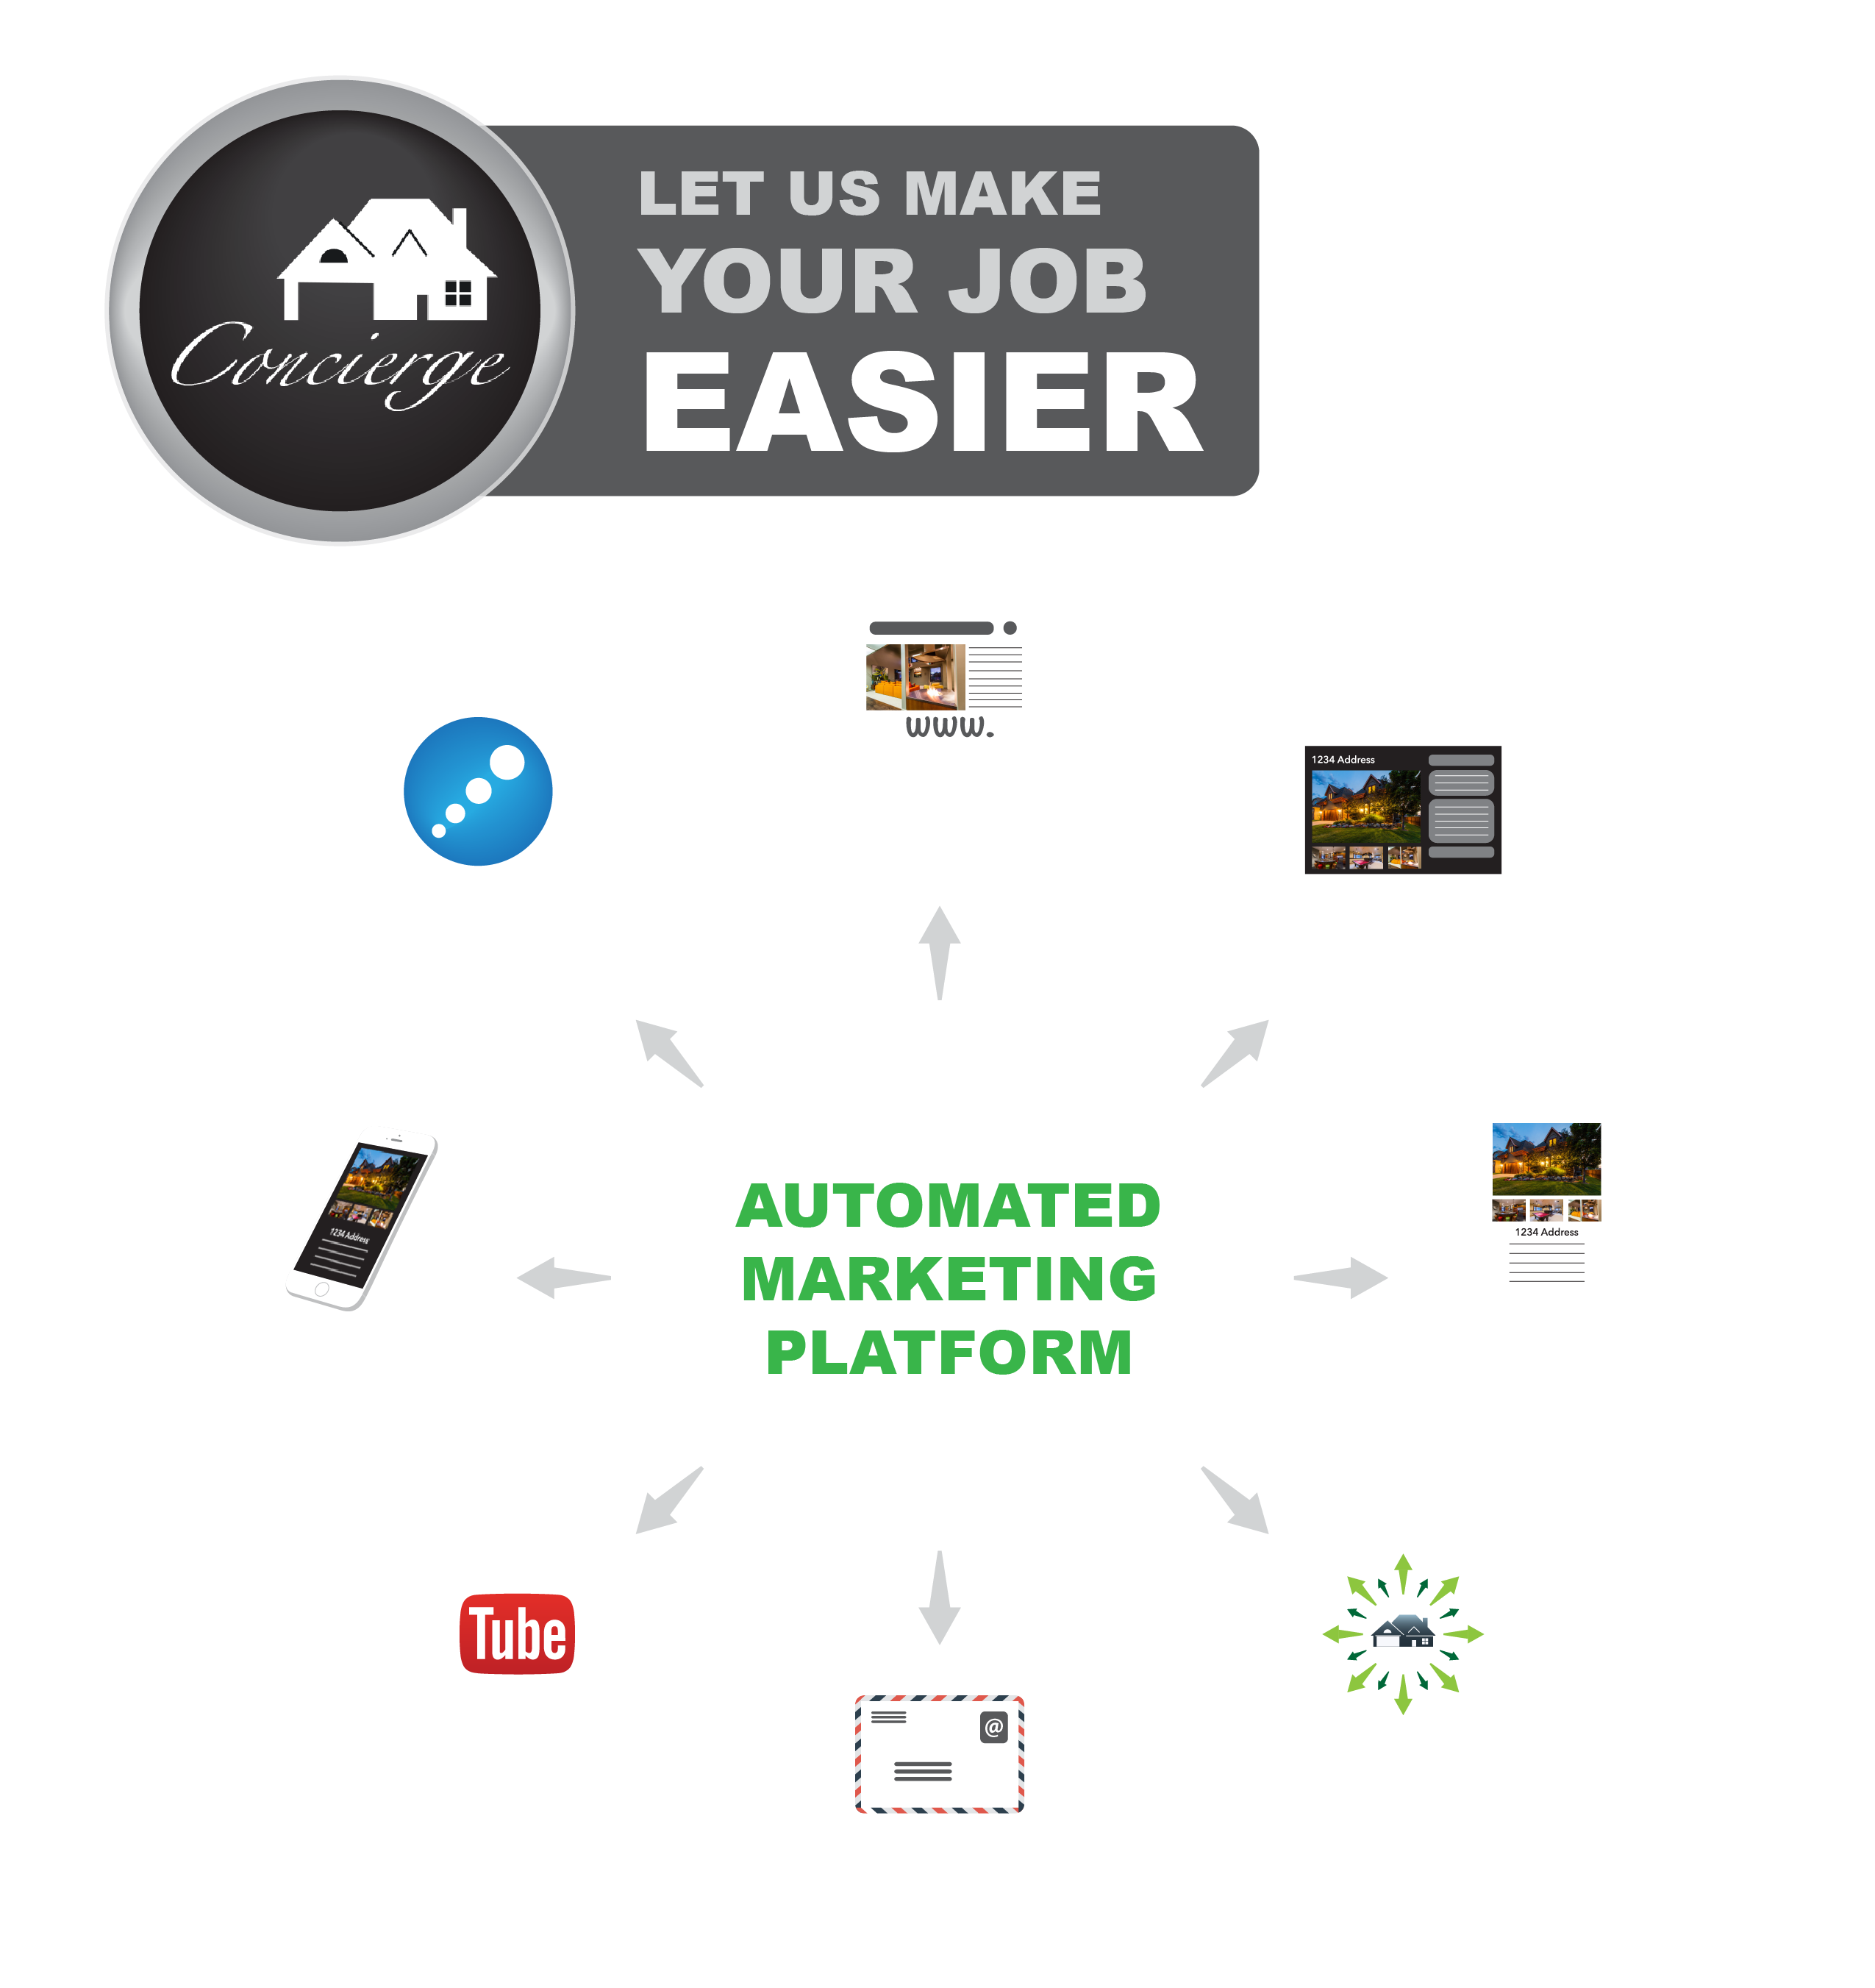 Concierge
LET US MAKE
YOUR JOB
EASIER
www.
1234 Address
1234 Address
1234 Address
AUTOMATED
MARKETING
PLATFORM
Tube
@